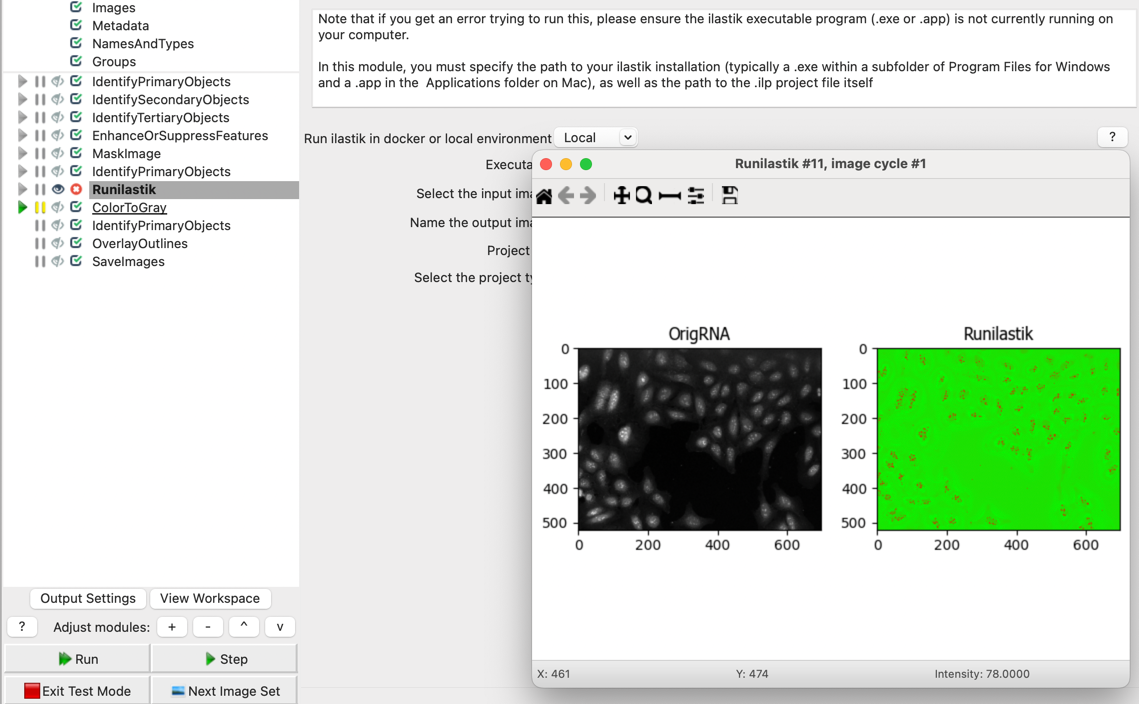 Images
Metadata
NamesAndTypes
Groups
IdentifyPrimaryObjects
IdentifySecondaryObjects
IdentifyTertiaryObjects
EnhanceOrSuppressFeatures
MaskImage
IdentifyPrimaryObjects
Runilastik
ColorToGray
IdentifyPrimaryObjects
OverlayOutlines
SaveImages
Output Settings
View Workspace
?
Adjust modules:
+
-
^
v
Run
Step
Exit Test Mode
Next Image Set
Note that if you get an error trying to run this, please ensure the ilastik executable program (.exe or .app) is not currently running on
your computer.
In this module, you must specify the path to your ilastik installation (typically a .exe within a subfolder of Program Files for Windows
and a .app in the Applications folder on Mac), as well as the path to the .ilp project file itself
Run ilastik in docker or local environment
Local
?
Executa
Select the input ima
Name the output ima
Project
Select the project ty
Runilastik #11, image cycle #1
OrigRNA
0
100
200
300
400
500
0
200
400
600
Runilastik
0
100
200
300
400
500
0
200
400
600
X: 461
Y: 474
Intensity: 78.0000